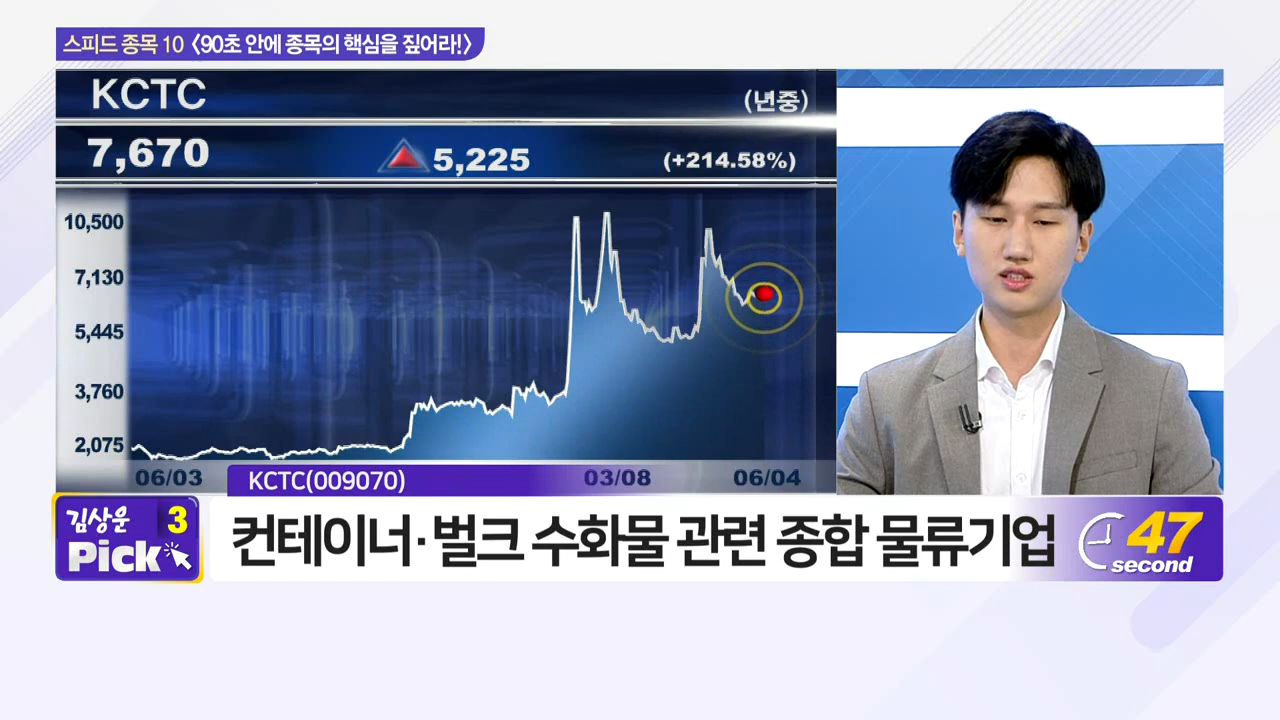 스피드 종목 10 〈90초 안에 종목의 핵심을 짚어라!〉
KCTC
(년중)
7,670
5,225
(+214.58%)
10,500
7,130
5,445
3,760
2,075
06/03
03/08
06/04
KCTC(009070)
김상운 3
Pick
컨테이너·벌크 수화물 관련 종합 물류기업
47
second